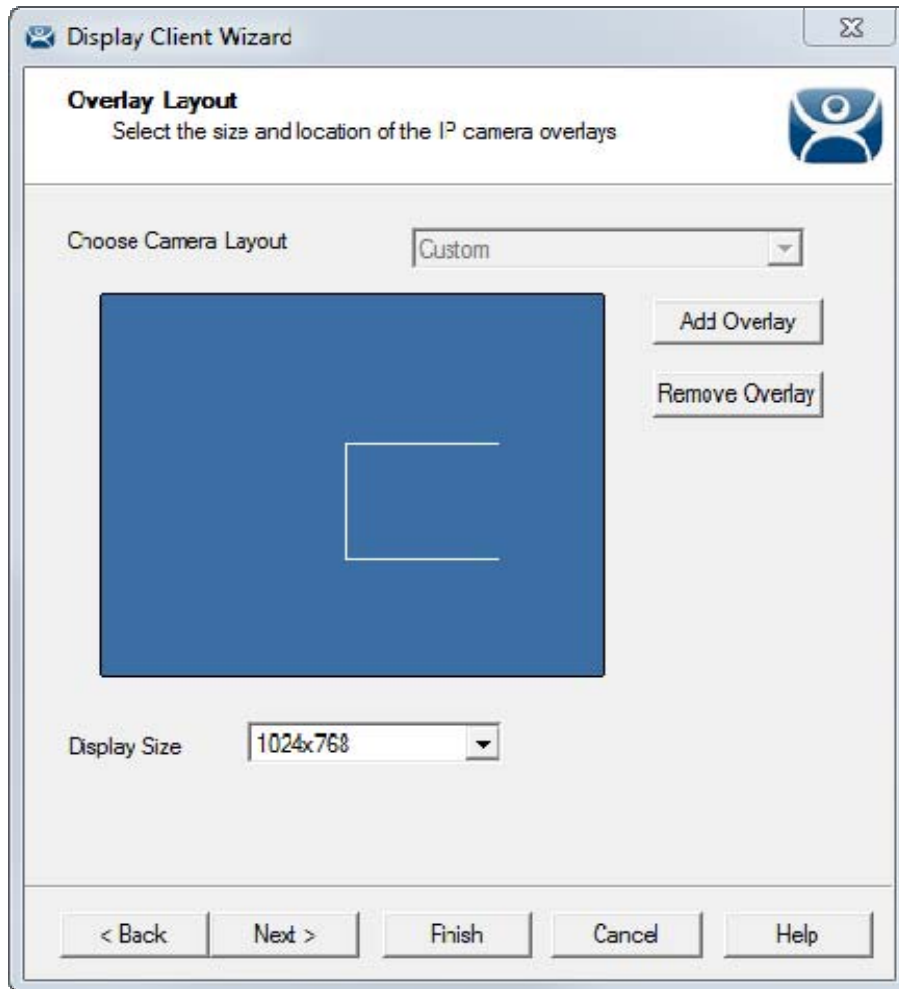 Display Client Wizard
Overlay Layout
Select the size and location of the IP camera overlays
Choose Camera Layout
Custom
Add Overlay
Remove Overlay
Display Size
1024x768
< Back
Next >
Finish
Cancel
Help